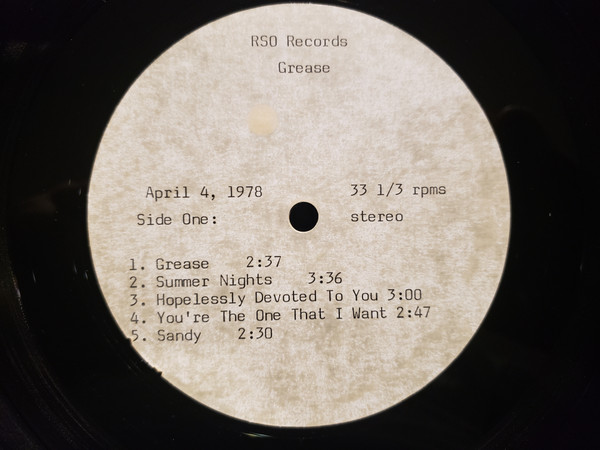 RSO Records
Grease
April 4, 1978 33 1/3 rpms
Side One: stereo
1. Grease 2:37
2. Summer Nights 3:36
3. Hopelessly Devoted To You 3:00
4. You're The One That I Want 2:47
5. Sandy 2:30